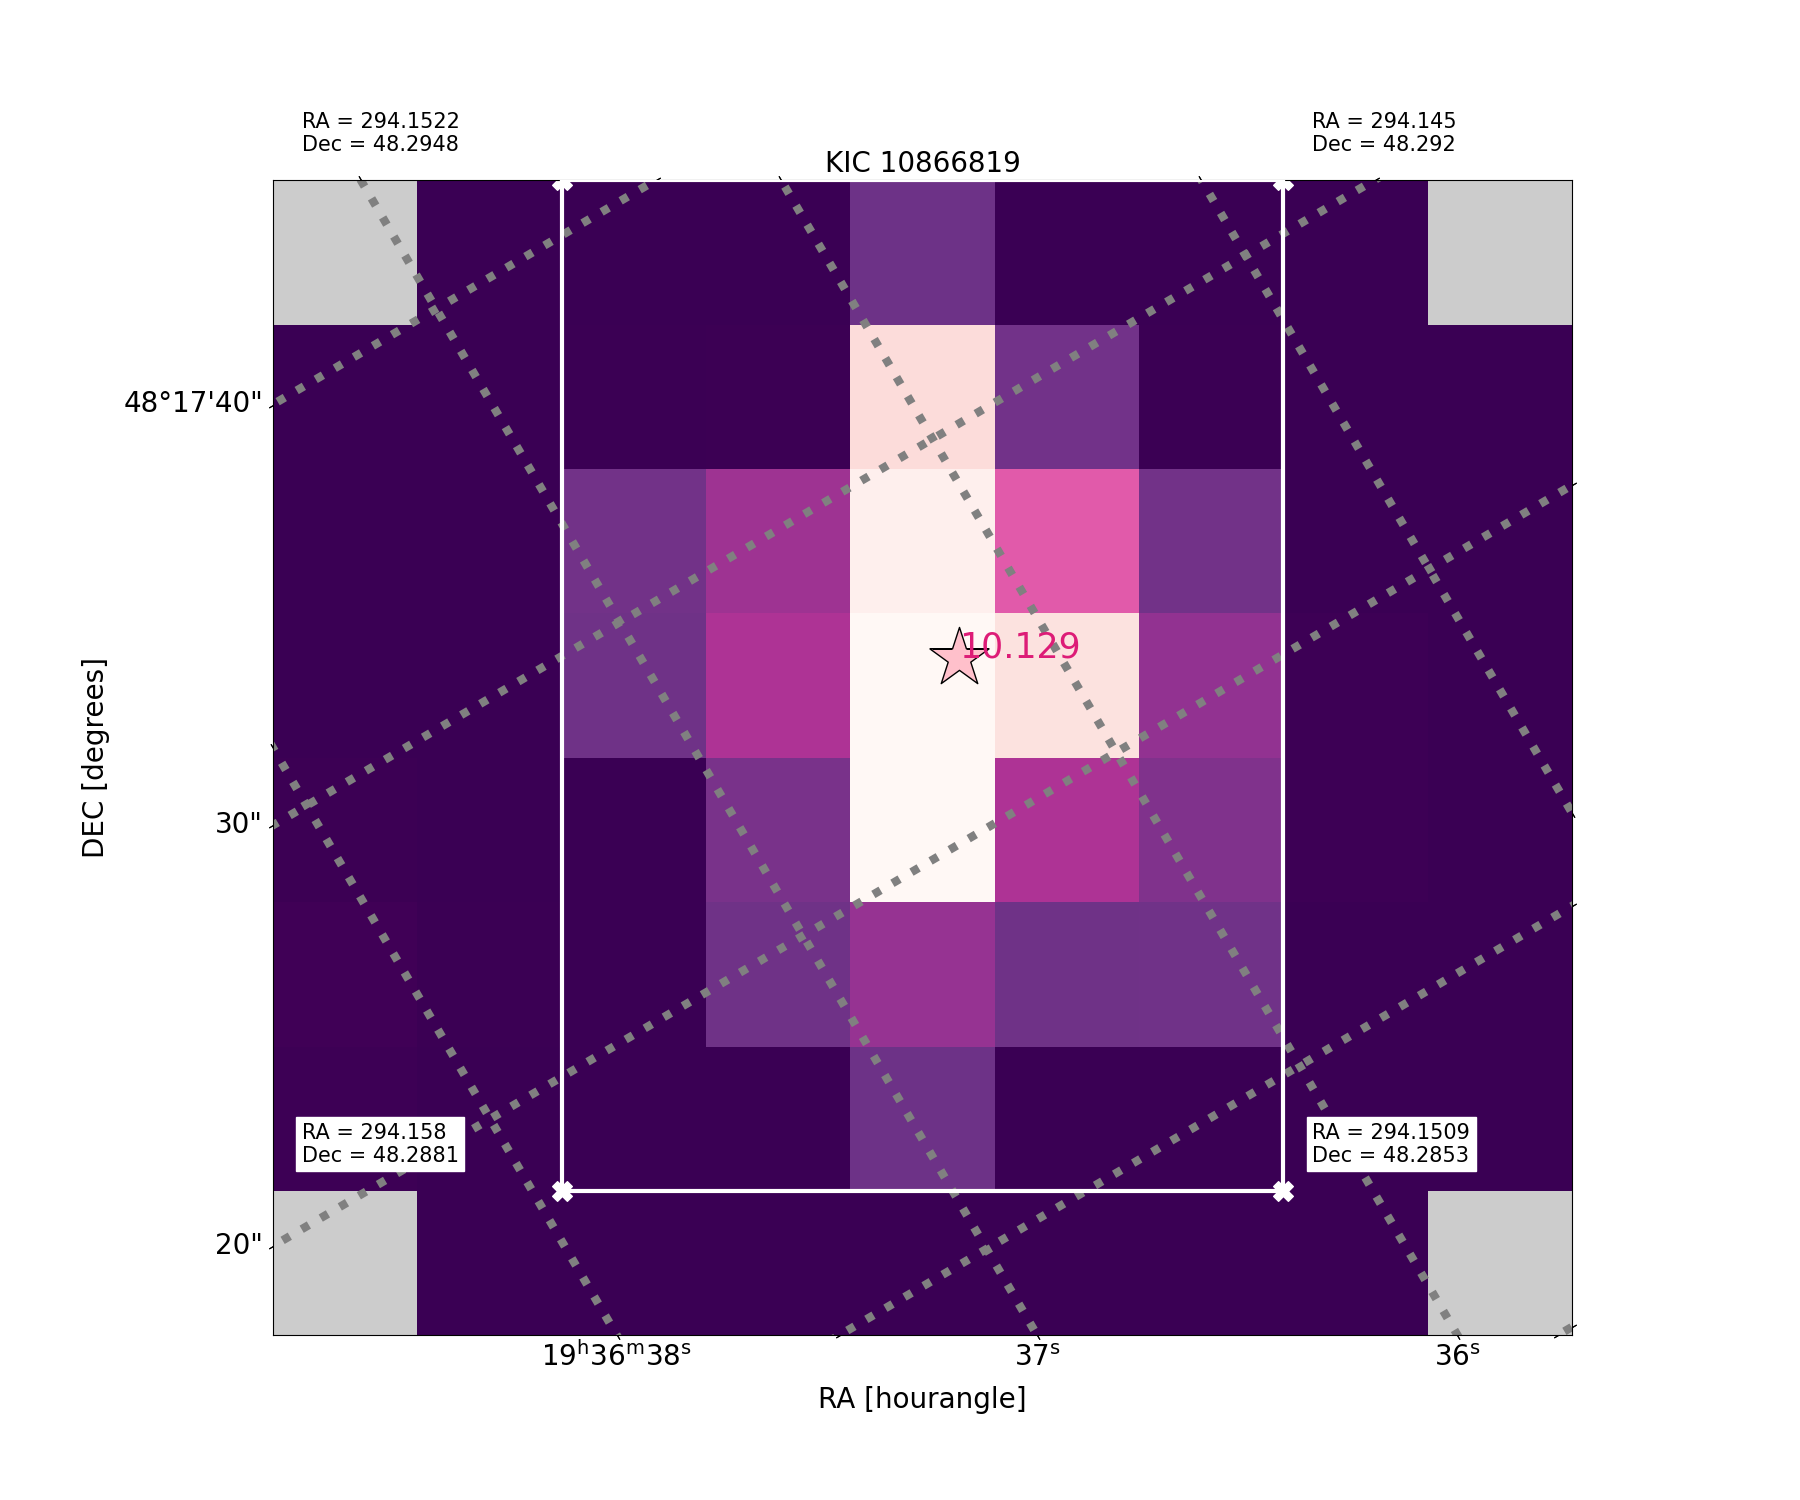 RA = 294.1522
Dec = 48.2948
RA = 294.145
Dec = 48.292
KIC 10866819
48°17'40"
10.129
DEC [degrees]
30"
RA = 294.158
Dec = 48.2881
RA = 294.1509
Dec = 48.2853
20"
19h36m38s
37s
36s
RA [hourangle]